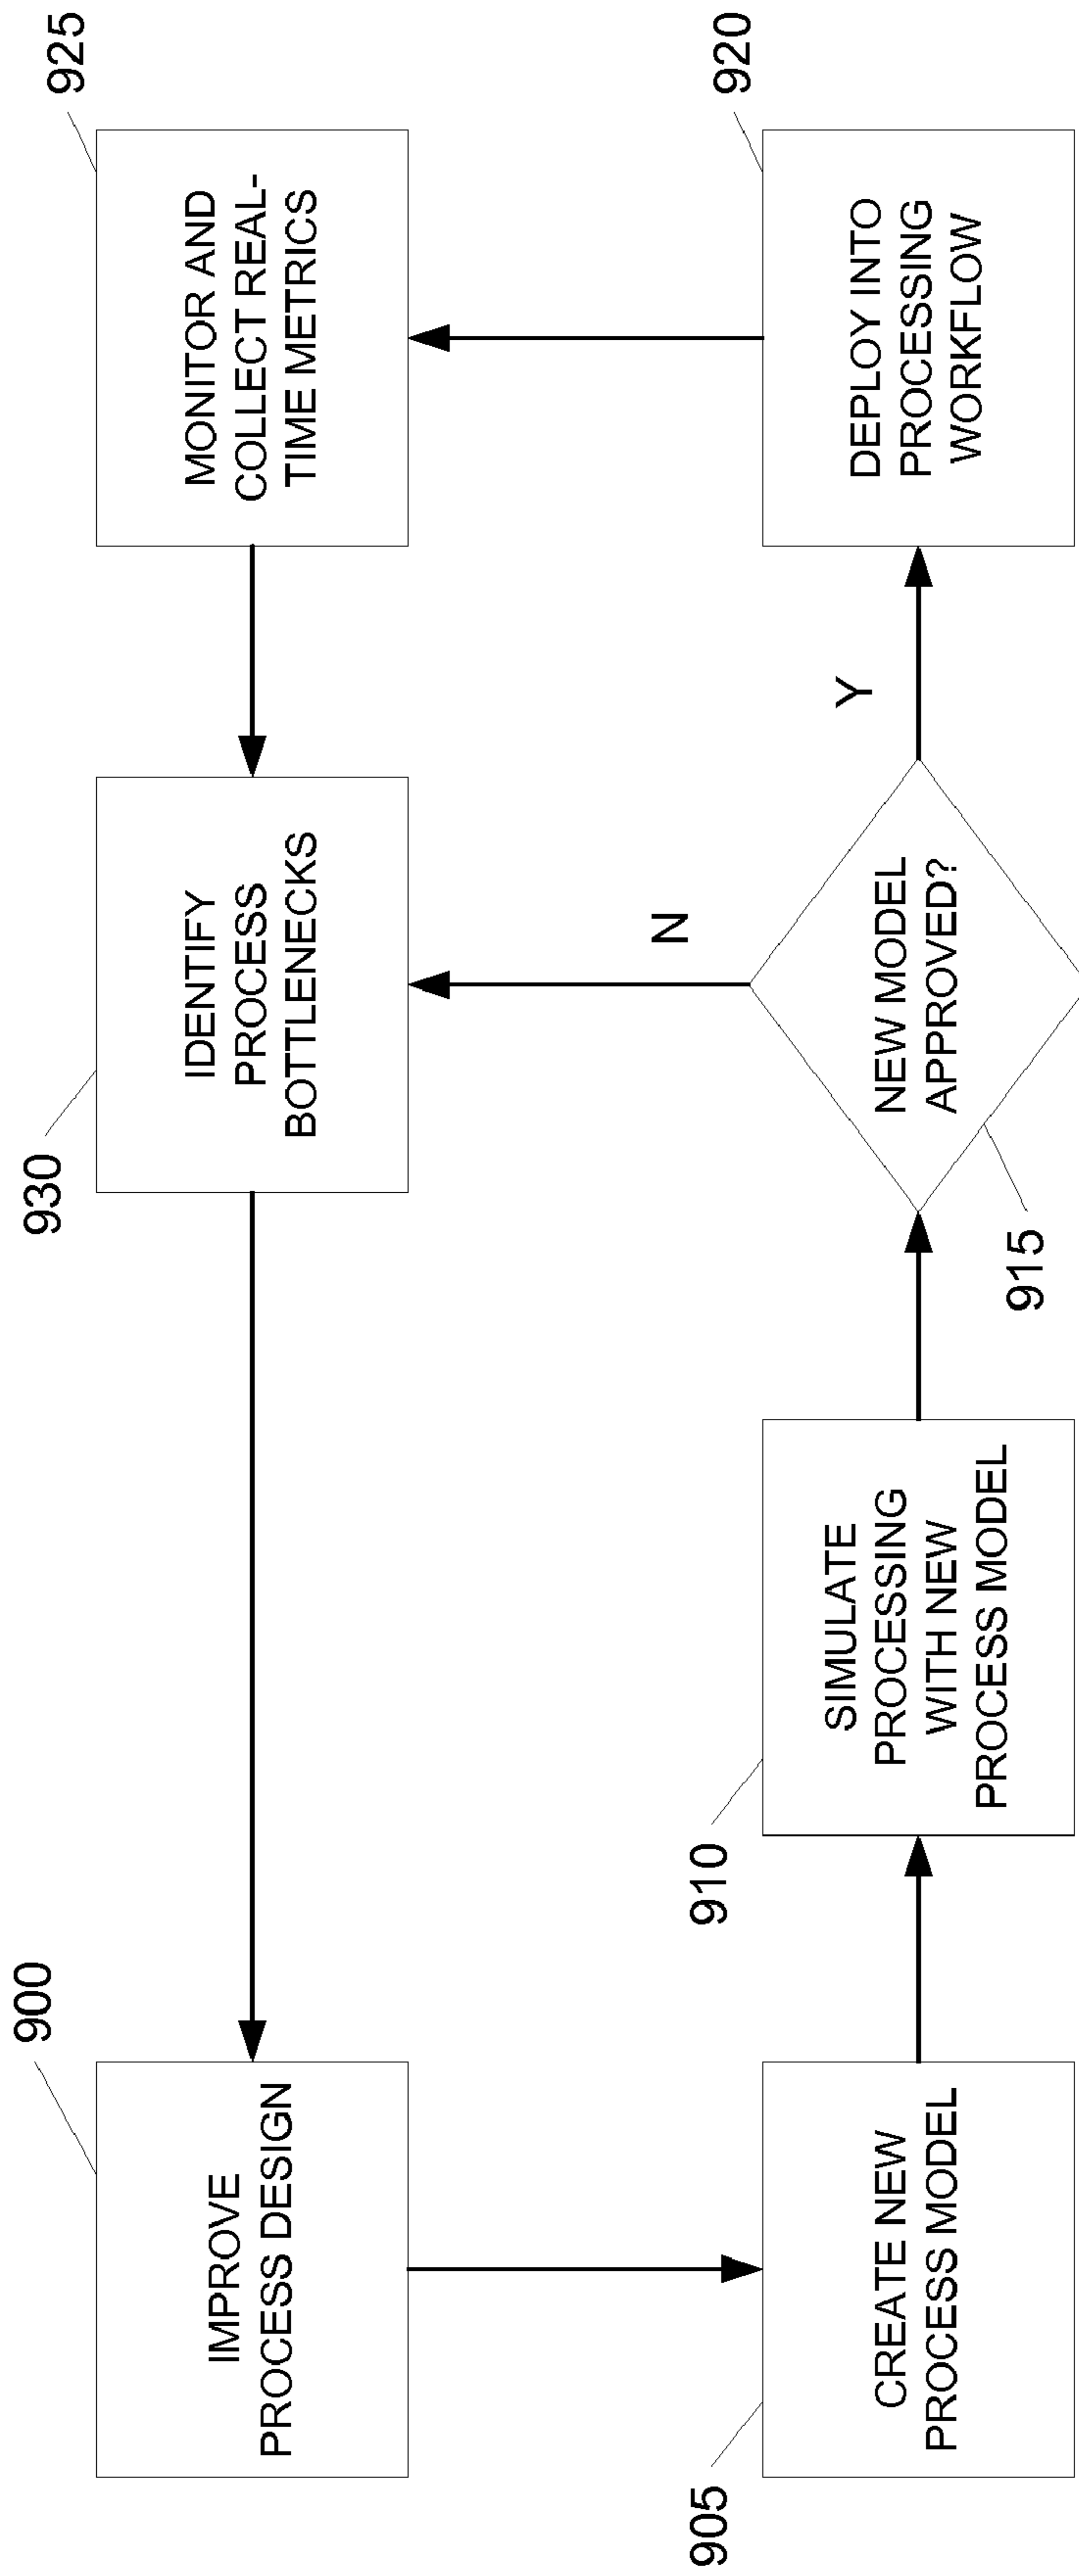 900
IMPROVE
PROCESS DESIGN
930
IDENTIFY
PROCESS
BOTTLENECKS
925
MONITOR AND
COLLECT REAL-
TIME METRICS
N
Y
905
CREATE NEW
PROCESS MODEL
910
SIMULATE
PROCESSING
WITH NEW
PROCESS MODEL
915
NEW MODEL
APPROVED?
920
DEPLOY INTO
PROCESSING
WORKFLOW